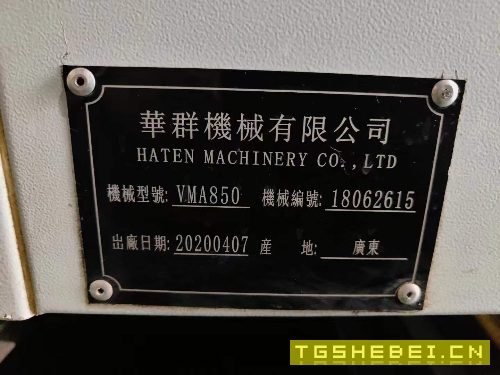 華群機械有限公司
HATEN MACHINERY CO.,LTD
機械型號: VMA850 機械編號: 18062615
出廠日期: 20200407 産 地: 廣東
TGSHEBEI.CN